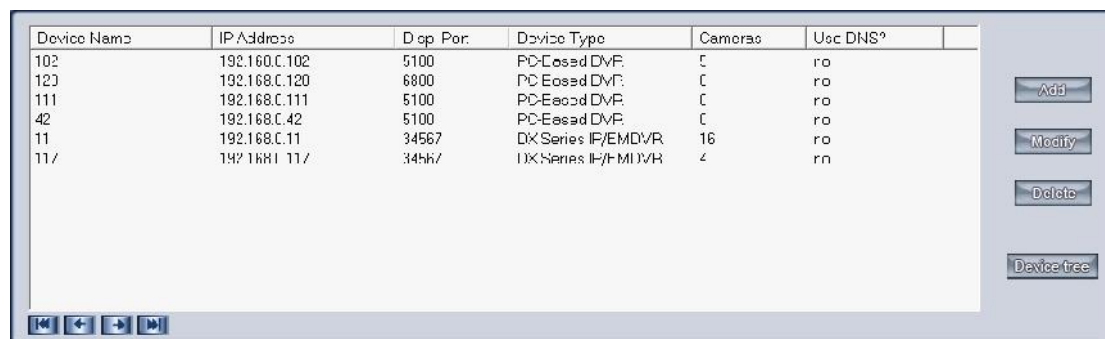 Device Name IP Address Disp Port Device Type Cameras Use DNS?
102 192.168.0.102 5100 PC-Based DVR 0 no
120 192.168.0.120 6800 PC-Based DVR 0 no
111 192.168.0.111 5100 PC-Based DVR 0 no
42 192.168.0.42 5100 PC-Based DVR 0 no
11 192.168.0.11 34567 DX Series IP/EMDVR 16 no
117 192.168.0.117 34567 DX Series IP/EMDVR 4 no
Add
Modify
Delete
Device tree